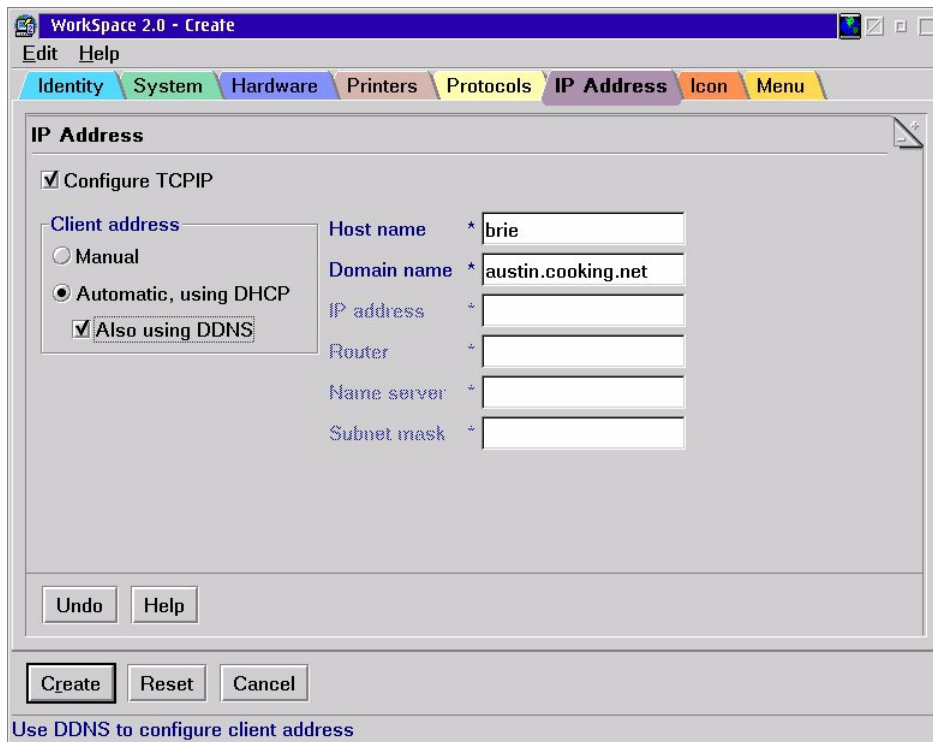 WorkSpace 2.0 - Create
Edit Help
Identity System Hardware Printers Protocols IP Address Icon Menu
IP Address
Configure TCPIP
Client address
Manual
Automatic, using DHCP
Also using DDNS
Host name * brie
Domain name * austin.cooking.net
IP address *
Router *
Name server *
Subnet mask *
Undo Help
Create Reset Cancel
Use DDNS to configure client address